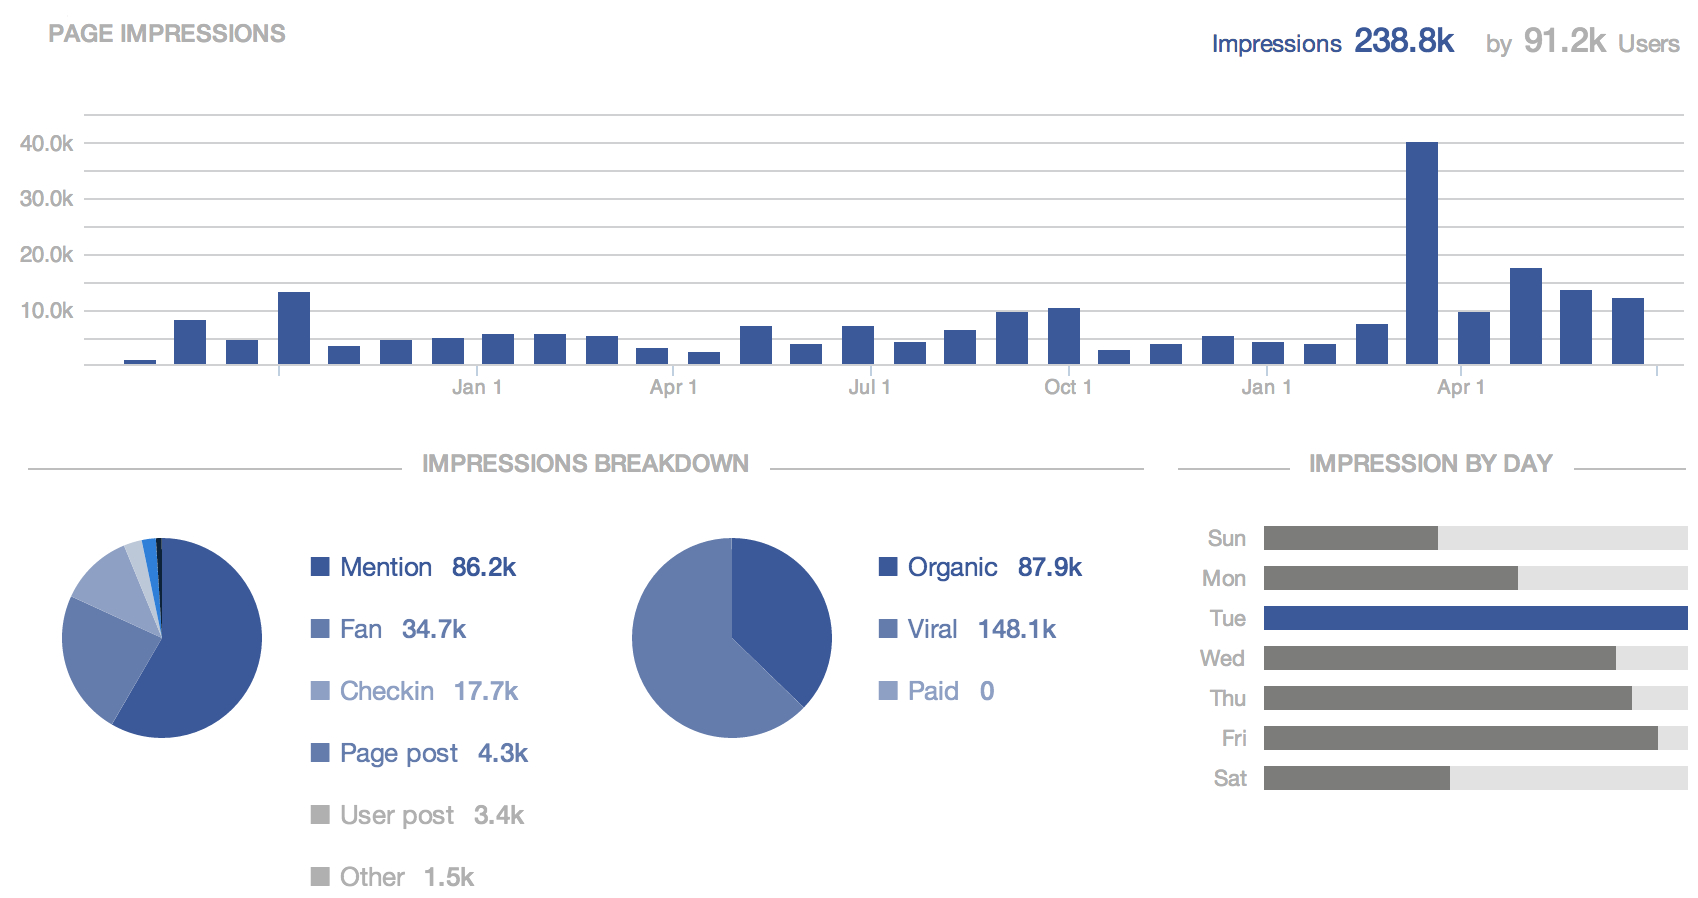 PAGE IMPRESSIONS
Impressions 238.8k by 91.2k Users
40.0k
30.0k
20.0k
10.0k
Jan 1 Apr 1 Jul 1 Oct 1 Jan 1 Apr 1
IMPRESSIONS BREAKDOWN
Mention 86.2k
Fan 34.7k
Checkin 17.7k
Page post 4.3k
User post 3.4k
Other 1.5k
Organic 87.9k
Viral 148.1k
Paid 0
IMPRESSION BY DAY
Sun
Mon
Tue
Wed
Thu
Fri
Sat